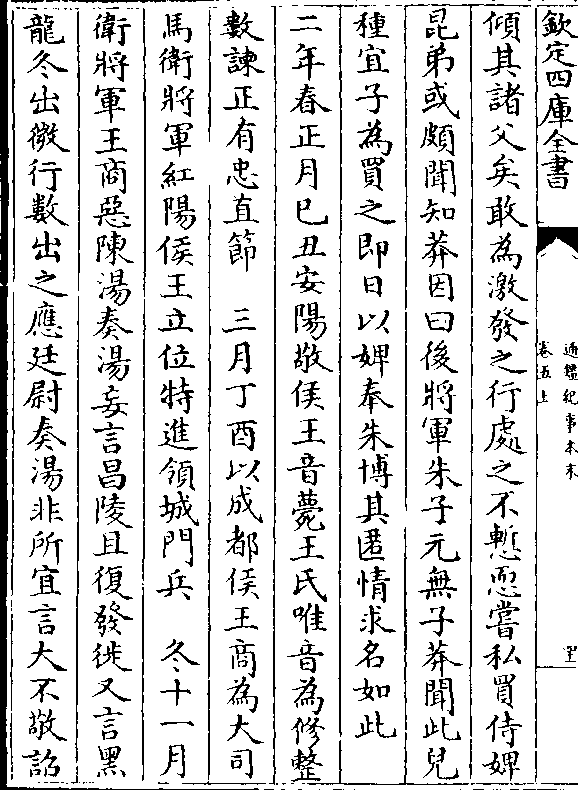 欽定四庫全書
通鑑紀事本末
卷五上
傾其諸父矣敢為激發之行處之不慙恧嘗私買侍婢
昆弟或頗聞知莽因曰後將軍朱子元無子莽聞此兒
種宜子為買之即日以婢奉朱博其匿情求名如此
二年春正月巳丑安陽敬侯王音薨王氏唯音為修整
數諫正有忠直節　三月丁酉以成都侯王商為大司
馬衛將軍紅陽侯王立位特進領城門兵　冬十一月
衛將軍王商惡陳湯奏湯妄言昌陵且復發徙又言黑
龍冬出微行數出之應廷尉奏湯非所宜言大不敬詔